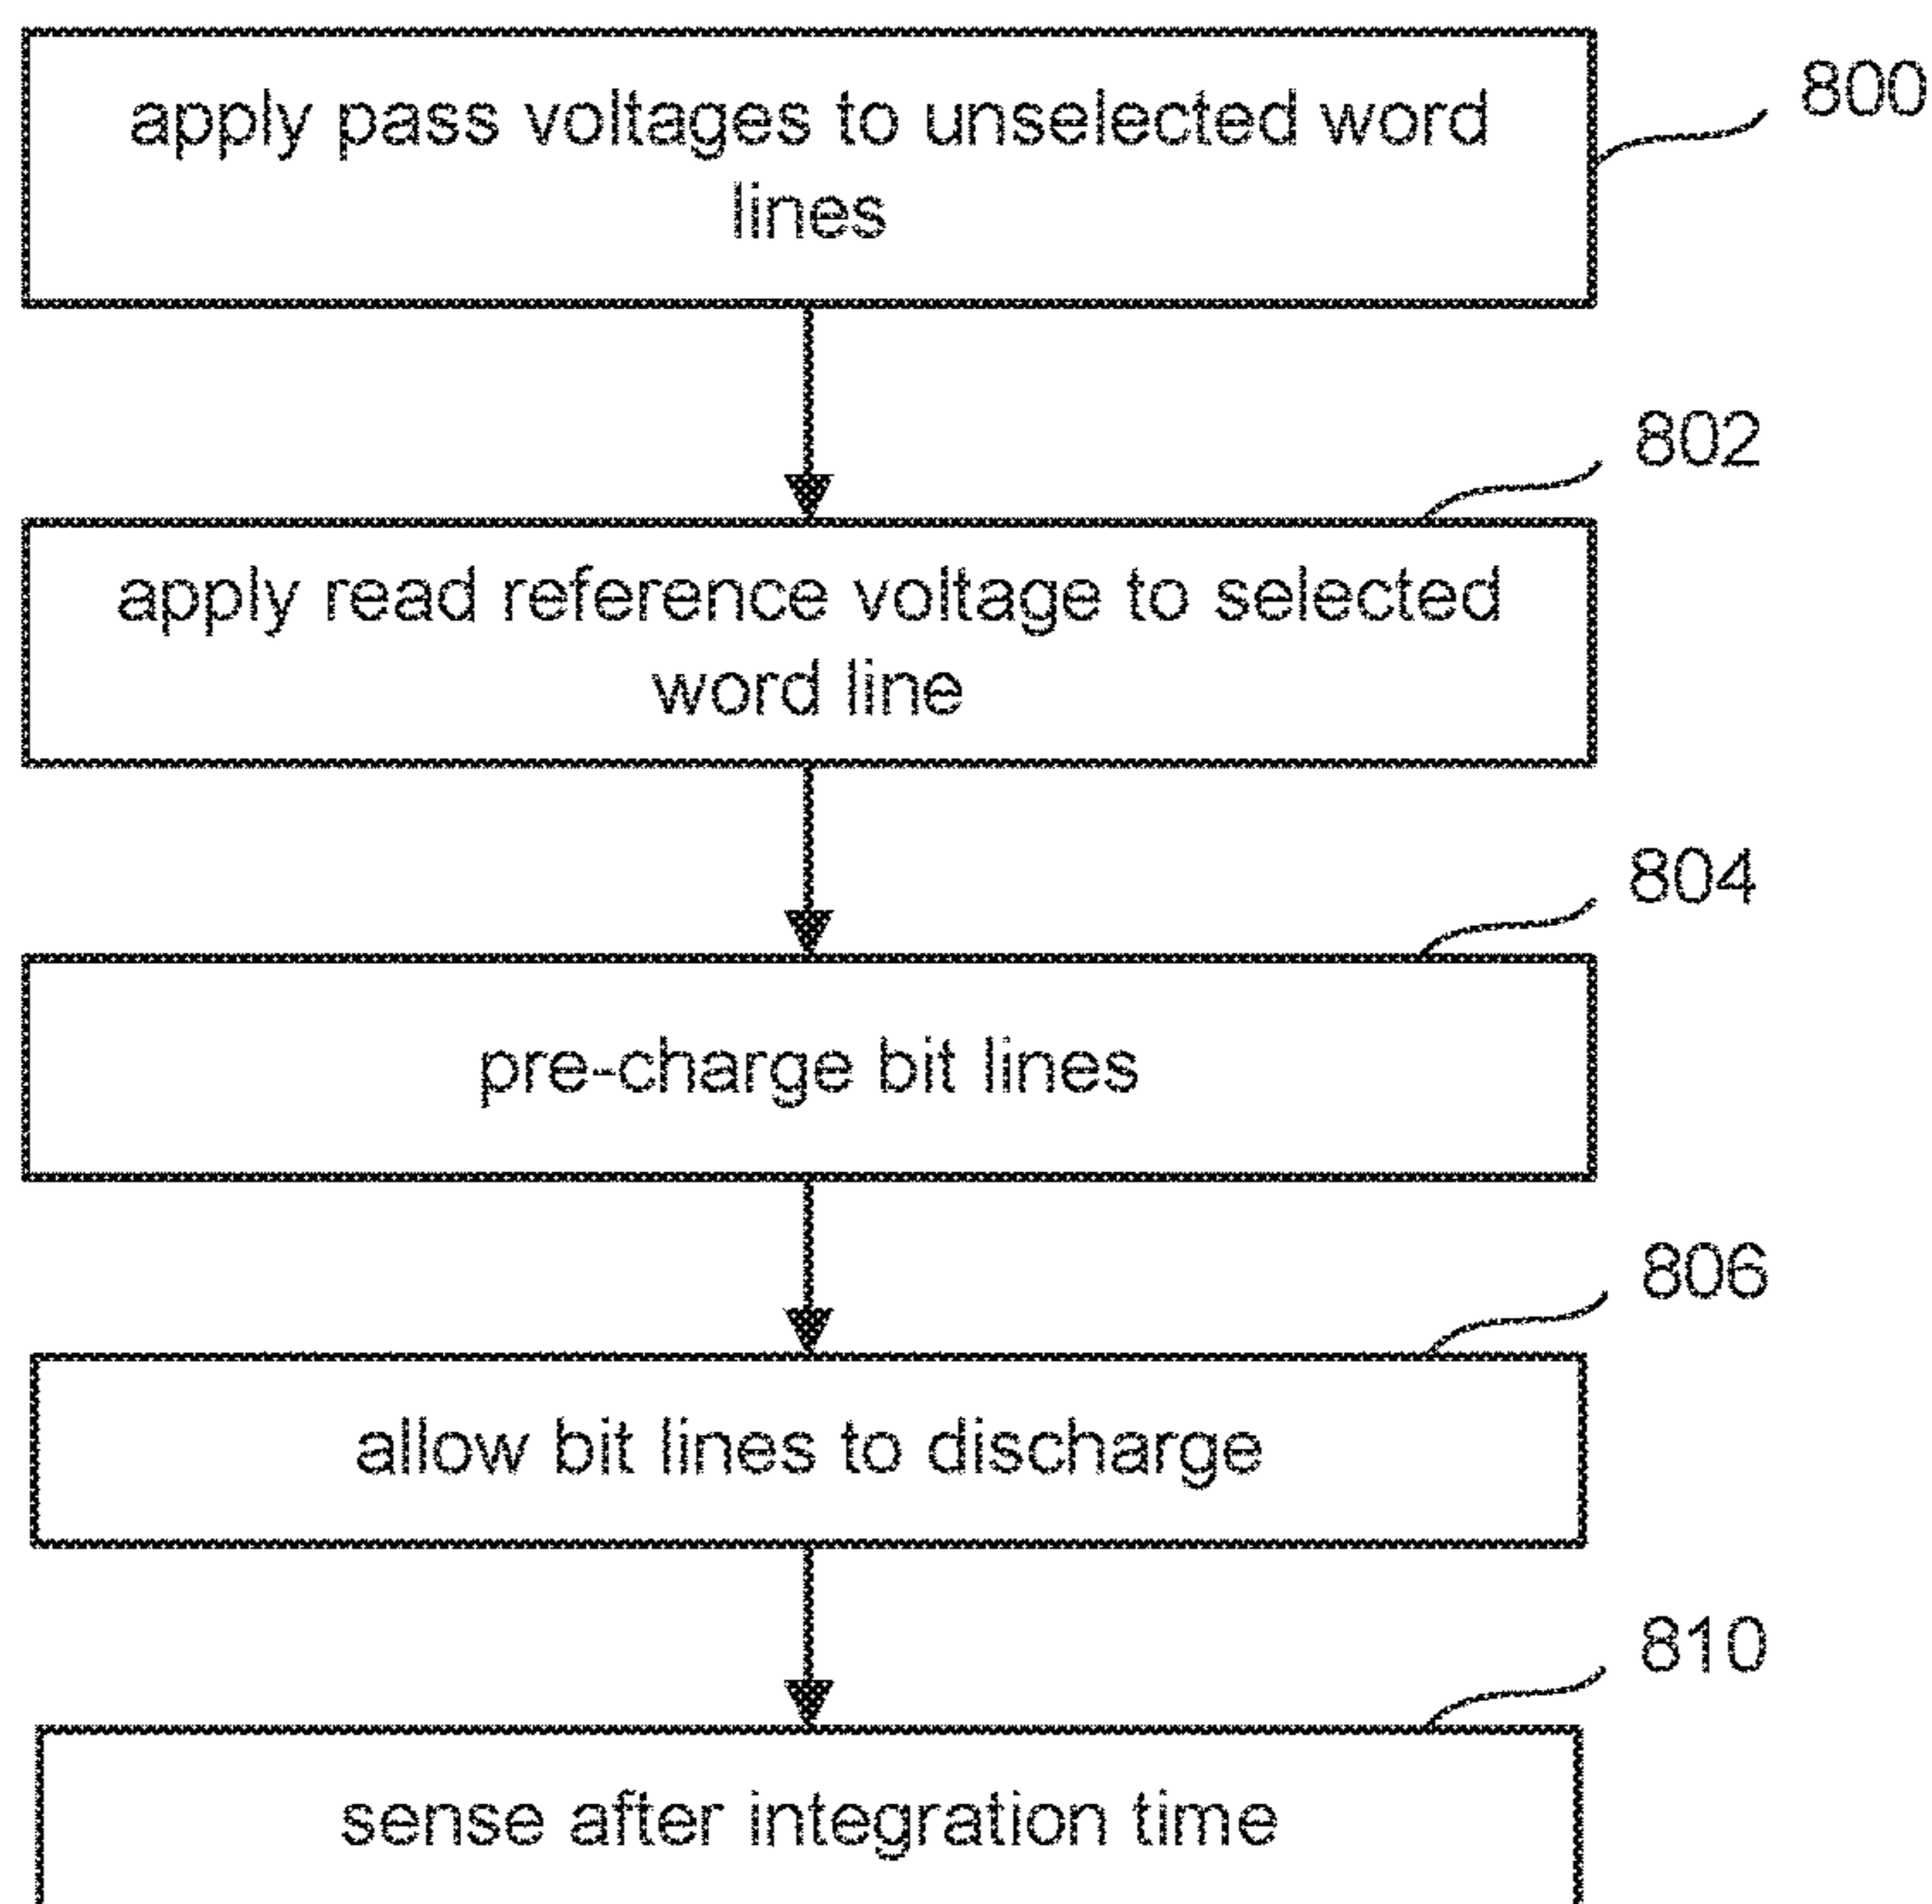 apply pass voltages to unselected word
lines
800
802
apply read reference voltage to selected
word line
804
pre-charge bit lines
806
allow bit lines to discharge
810
sense after integration time